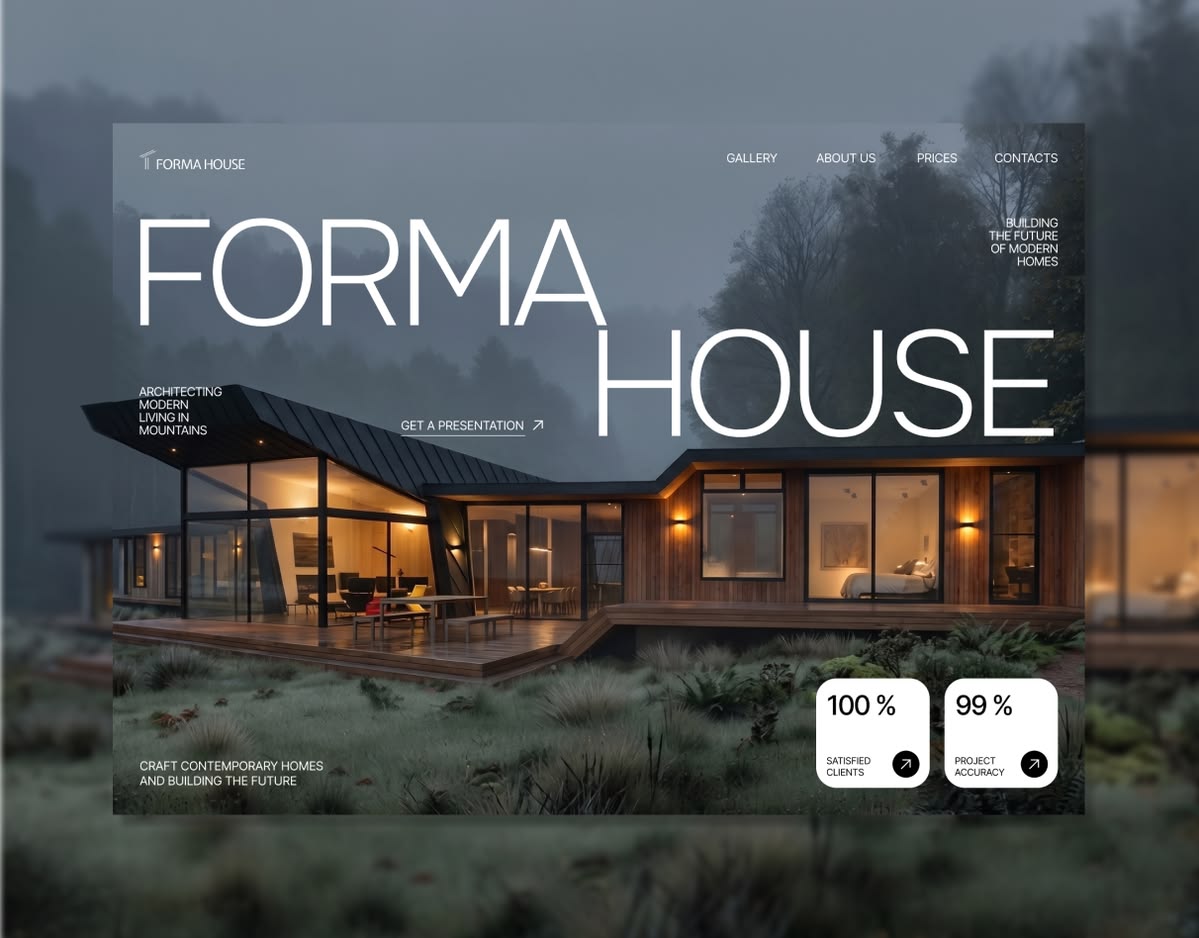 FORMA HOUSE
GALLERY ABOUT US PRICES CONTACTS
FORMA
BUILDING
THE FUTURE
OF MODERN
HOMES
HOUSE
ARCHITECTING
MODERN
LIVING IN
MOUNTAINS
GET A PRESENTATION
100 %
SATISFIED
CLIENTS
99 %
PROJECT
ACCURACY
CRAFT CONTEMPORARY HOMES
AND BUILDING THE FUTURE